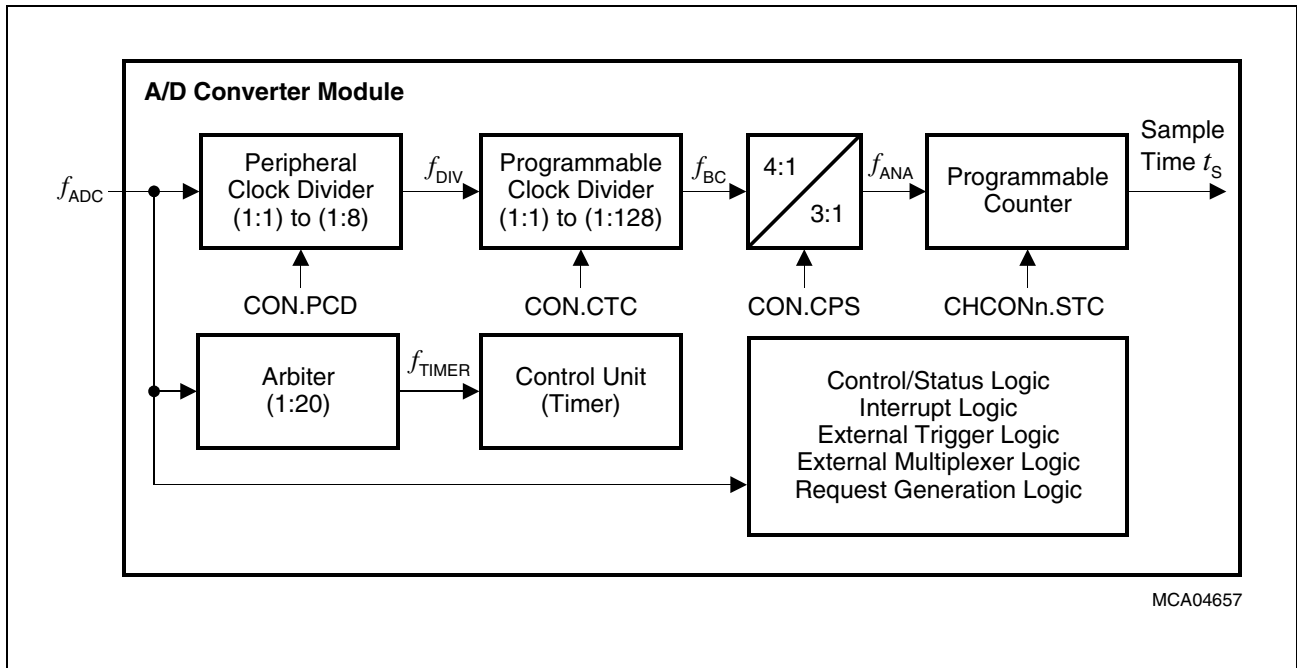 A/D Converter Module
f_ADC
Peripheral
Clock Divider
(1:1) to (1:8)
f_DIV
Programmable
Clock Divider
(1:1) to (1:128)
f_BC
4:1
3:1
f_ANA
Programmable
Counter
Sample
Time t_S
CON.PCD
CON.CTC
CON.CPS
CHCONn.STC
Arbiter
(1:20)
f_TIMER
Control Unit
(Timer)
Control/Status Logic
Interrupt Logic
External Trigger Logic
External Multiplexer Logic
Request Generation Logic
MCA04657